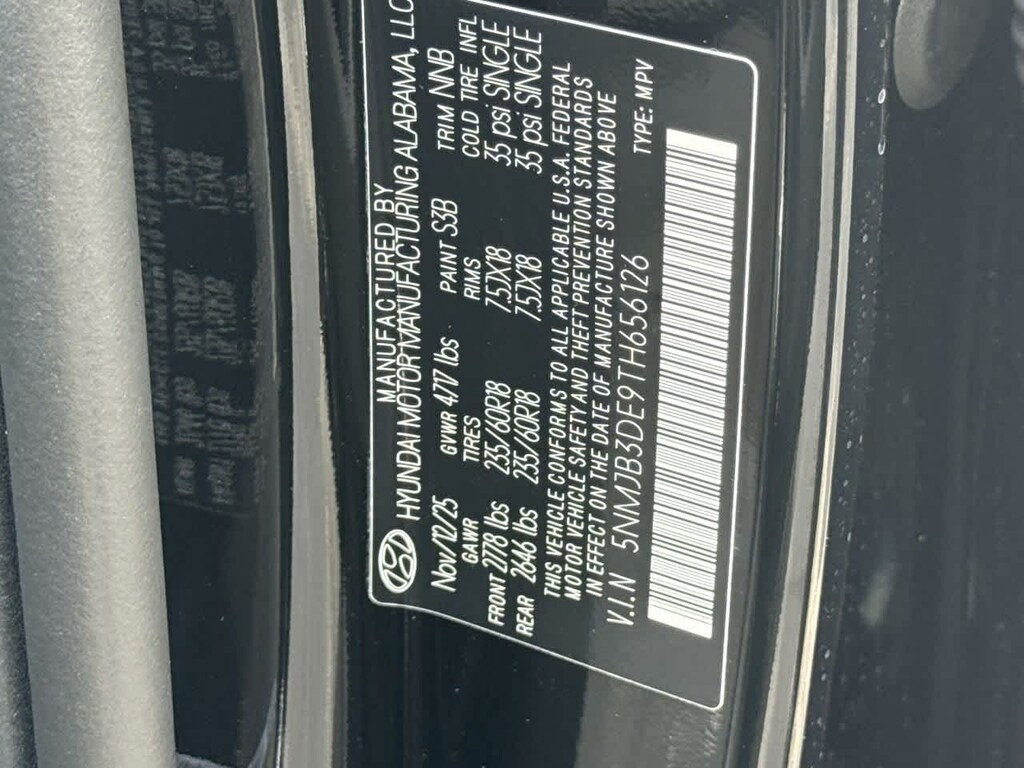 MANUFACTURED BY
HYUNDAI MOTOR MANUFACTURING ALABAMA, LLC
Nov/12/25 GVWR 4717 lbs PAINT S3B TRIM NNB
GAWR TIRES RIMS COLD TIRE INFL
FRONT 2778 lbs 235/60R18 7.5JX18 35 psi SINGLE
REAR 2646 lbs 235/60R18 7.5JX18 35 psi SINGLE
THIS VEHICLE CONFORMS TO ALL APPLICABLE U.S.A. FEDERAL
MOTOR VEHICLE SAFETY AND THEFT PREVENTION STANDARDS
IN EFFECT ON THE DATE OF MANUFACTURE SHOWN ABOVE
V.I.N 5NMJB3DE9TH656126 TYPE: MPV